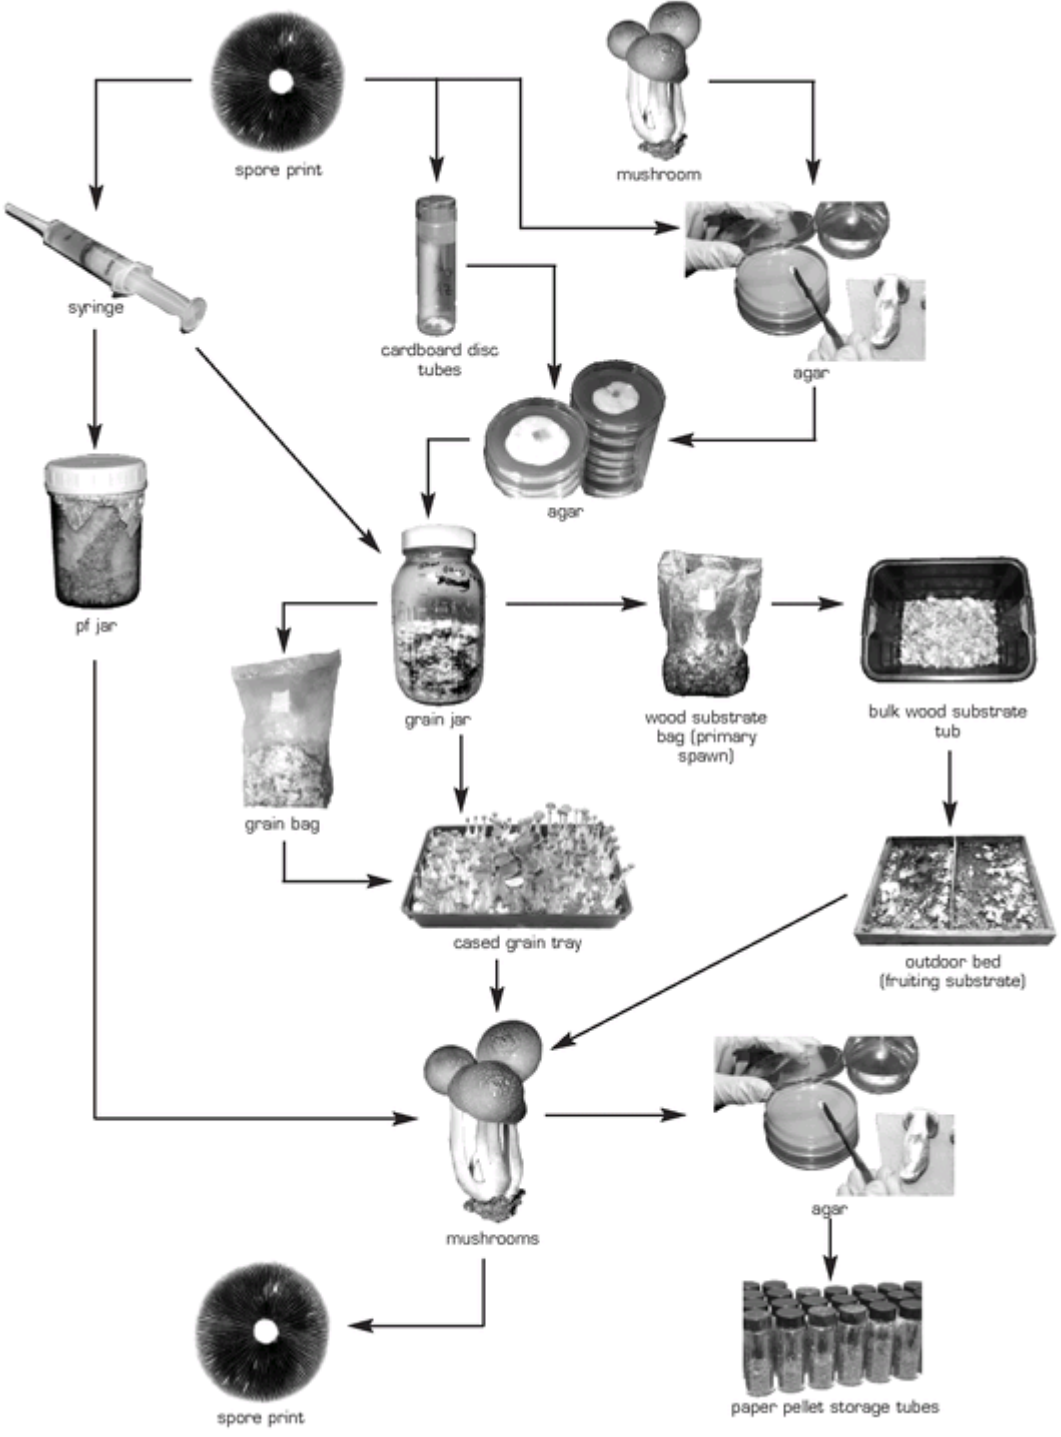 spore print
mushroom
syringe
cardboard disc
tubes
agar
agar
pf jar
grain jar
wood substrate
bag (primary
spawn)
bulk wood substrate
tub
grain bag
cased grain tray
outdoor bed
(fruiting substrate)
agar
mushrooms
spore print
paper pellet storage tubes